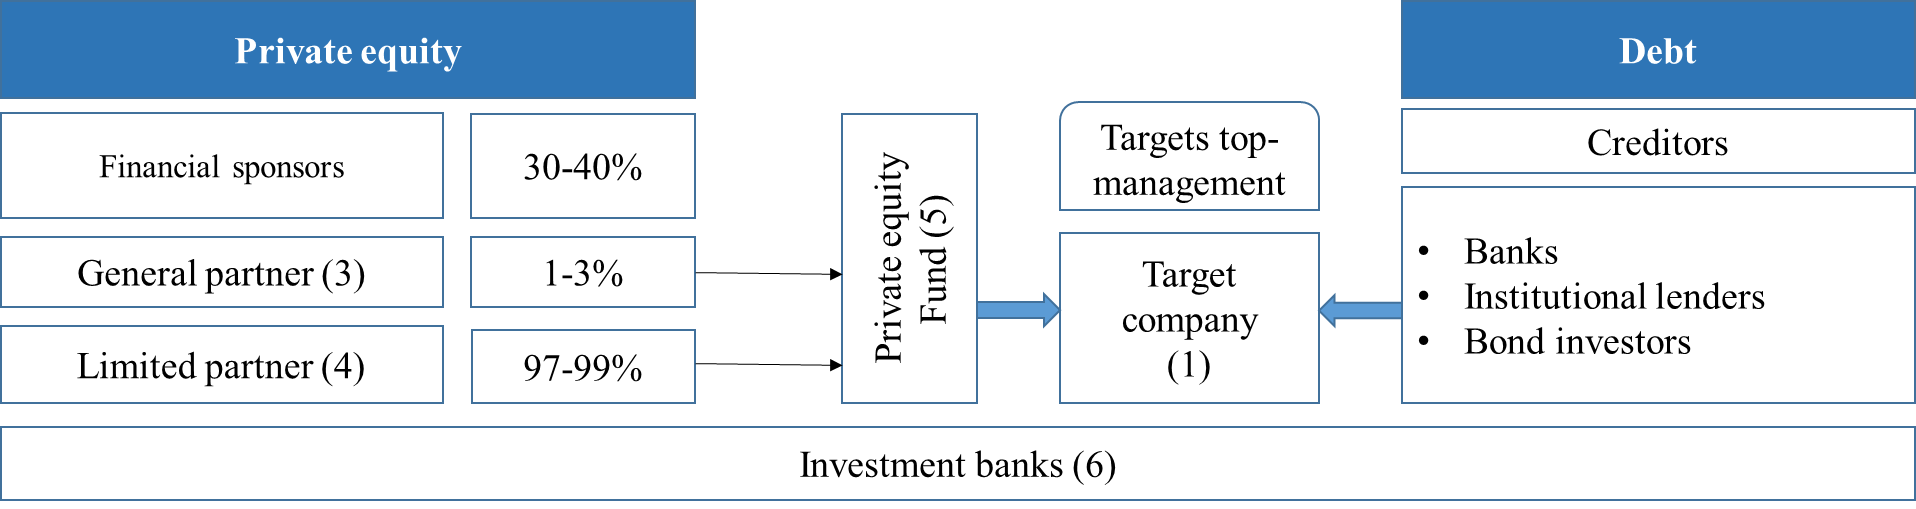 Private equity
Debt
Financial sponsors
30-40%
General partner (3)
1-3%
Limited partner (4)
97-99%
Private equity
Fund (5)
Targets top-
management
Target
company
(1)
Creditors
• Banks
• Institutional lenders
• Bond investors
Investment banks (6)